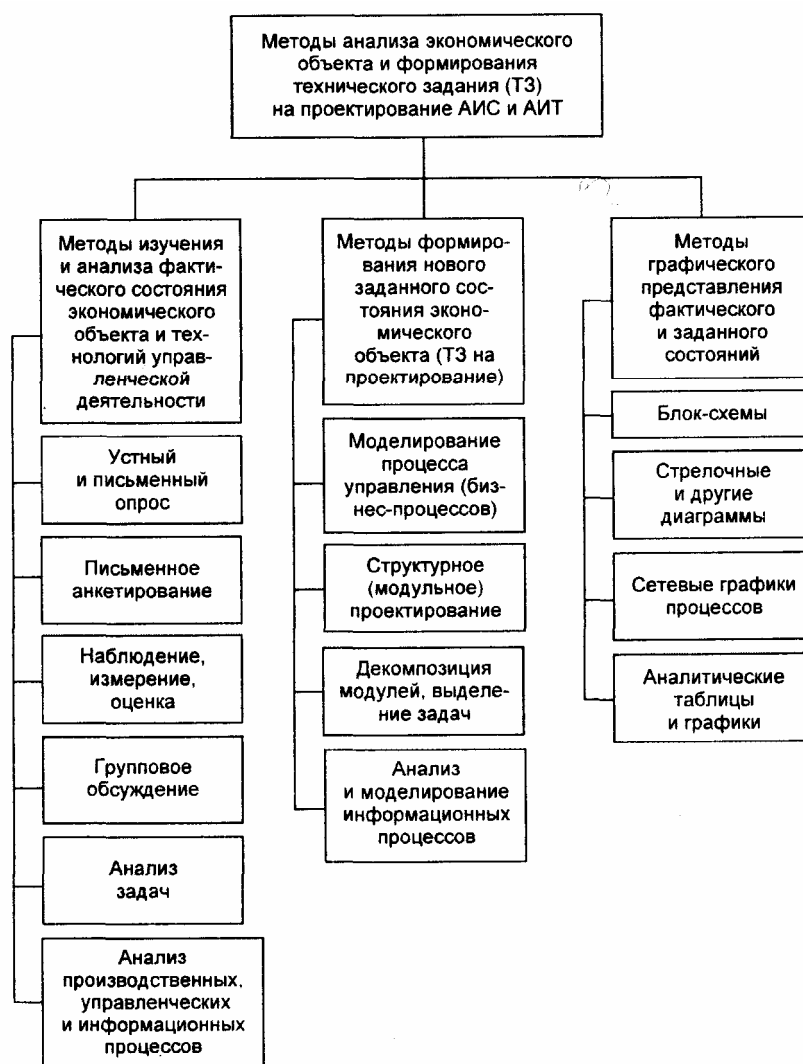 Методы анализа экономического
объекта и формирования
технического задания (ТЗ)
на проектирование АИС и АИТ
Методы изучения
и анализа факти-
ческого состояния
экономического
объекта и тех-
нологий управ-
ленческой
деятельности
Устный
и письменный
опрос
Письменное
анкетирование
Наблюдение,
измерение,
оценка
Групповое
обсуждение
Анализ
задач
Анализ
производственных,
управленческих
и информационных
процессов
Методы формиро-
вания нового
заданного сос-
тояния эконо-
мического
объекта (ТЗ на
проектирование)
Моделирование
процесса
управления (биз-
нес-процессов)
Структурное
(модульное)
проектирование
Декомпозиция
модулей, выделе-
ние задач
Анализ
и моделирование
информационных
процессов
Методы
графического
представления
фактического
и заданного
состояний
Блок-схемы
Стрелочные
и другие
диаграммы
Сетевые графики
процессов
Аналитические
таблицы
и графики